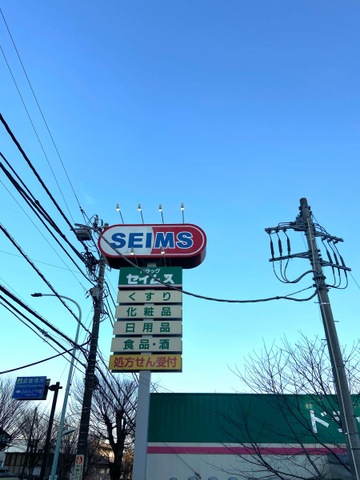 SEIMS
ドラッグ
セイムス
くすり
化粧品
日用品
食品・酒
処方せん受付